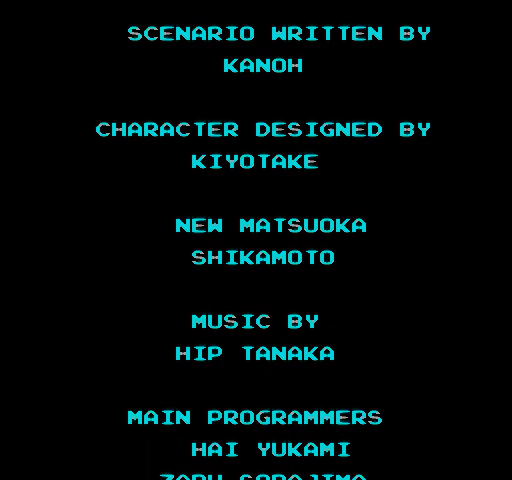 SCENARIO WRITTEN BY
KANOH
CHARACTER DESIGNED BY
KIYOTAKE
NEW MATSUOKA
SHIKAMOTO
MUSIC BY
HIP TANAKA
MAIN PROGRAMMERS
HAI YUKAMI